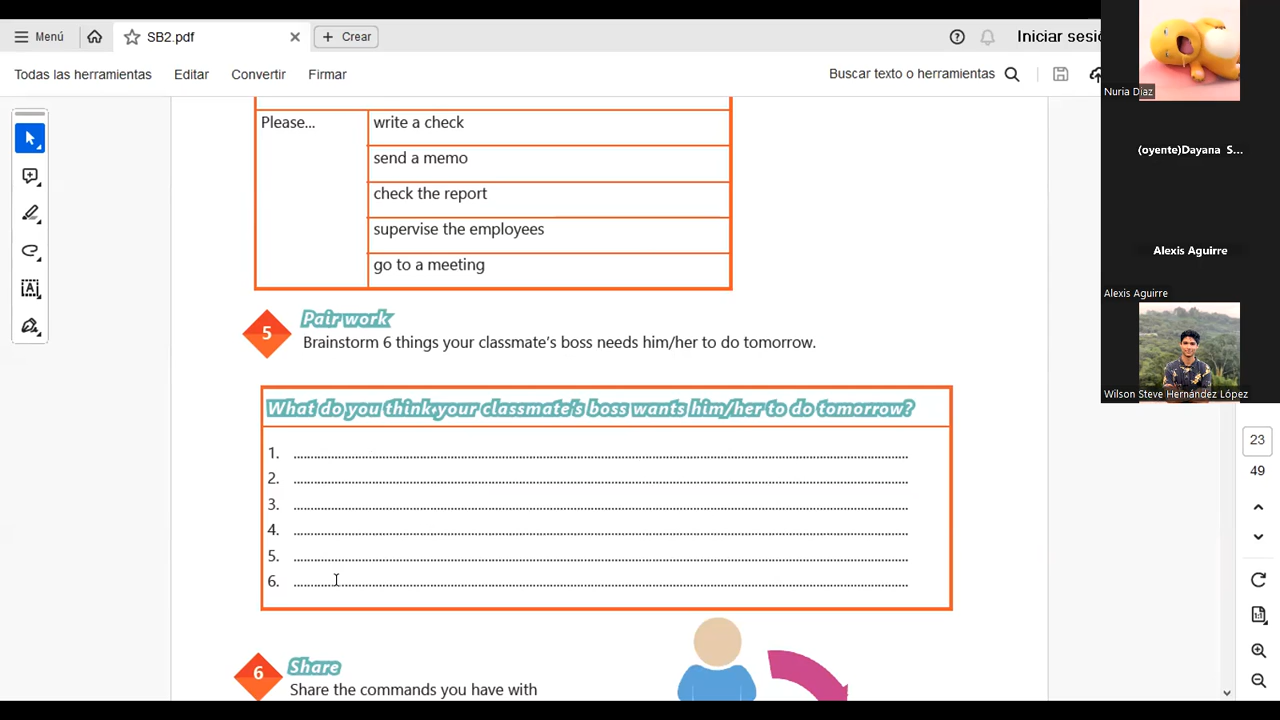 Menú
SB2.pdf
Crear
Iniciar sesió
Todas las herramientas
Editar
Convertir
Firmar
Buscar texto o herramientas
Please...
write a check
send a memo
check the report
supervise the employees
go to a meeting
5
Pair work
Brainstorm 6 things your classmate's boss needs him/her to do tomorrow.
What do you think your classmate's boss wants him/her to do tomorrow?
1. ........................................................................
2. ........................................................................
3. ........................................................................
4. ........................................................................
5. ........................................................................
6. ........................................................................
6
Share
Share the commands you have with
Nuria Diaz
(oyente)Dayana S...
Alexis Aguirre
Alexis Aguirre
Wilson Steve Hernández López
23
49